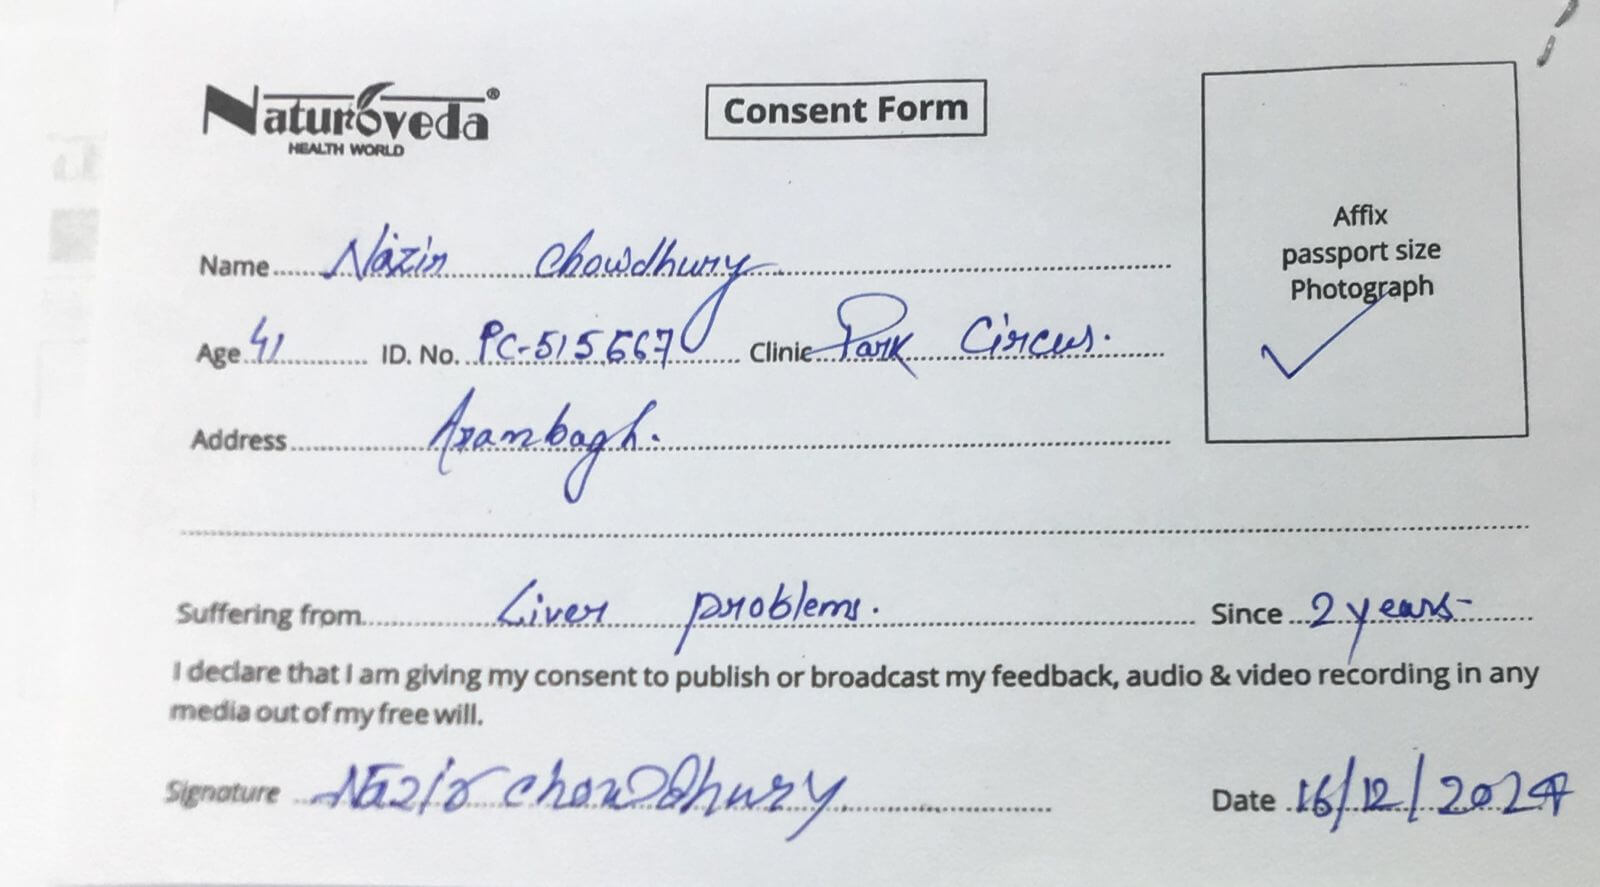 Naturoveda®
HEALTH WORLD
Consent Form
Affix
passport size
Photograph
Name Nazir Chowdhury
Age 41 ID. No. PC-515567 Clinic Park Circus.
Address Arambagh.
Suffering from Liver problems. Since 2 years-
I declare that I am giving my consent to publish or broadcast my feedback, audio & video recording in any
media out of my free will.
Signature Nazir Chowdhury Date 16/12/2024